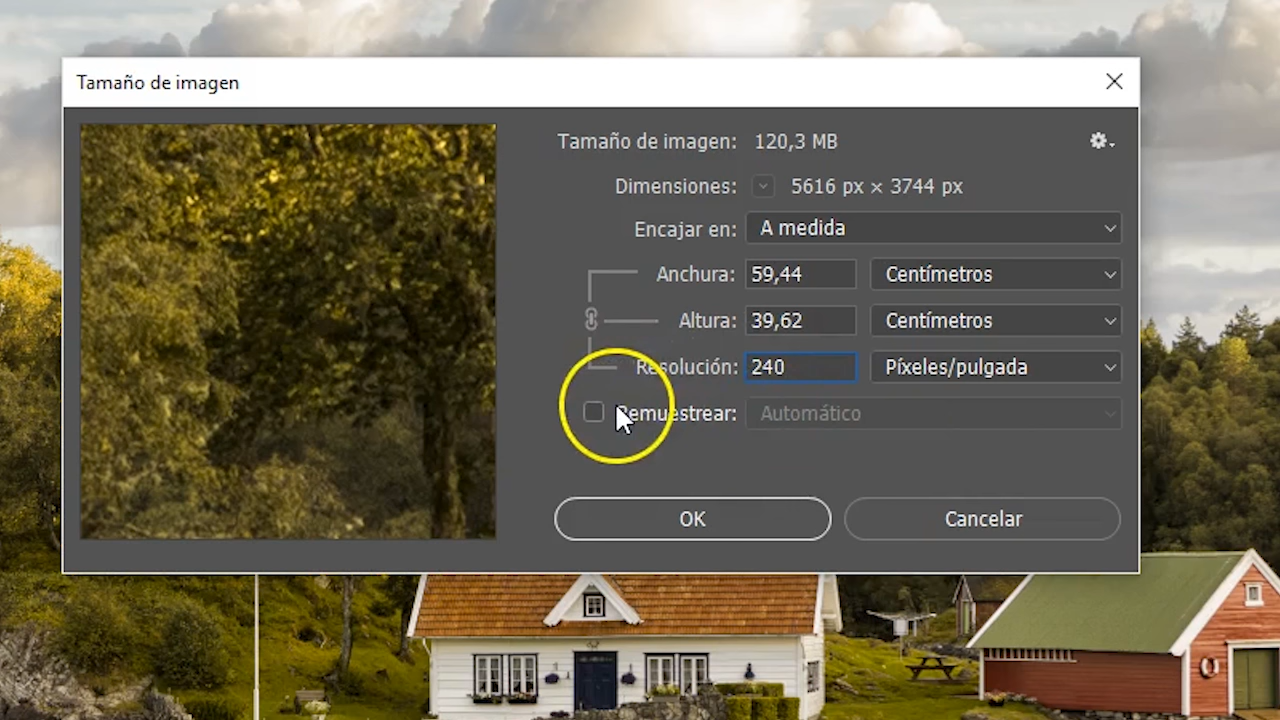 Tamaño de imagen
Tamaño de imagen: 120,3 MB
Dimensiones: 5616 px × 3744 px
Encajar en: A medida
Anchura: 59,44 Centímetros
Altura: 39,62 Centímetros
Resolución: 240 Píxeles/pulgada
Remuestrear: Automático
OK Cancelar